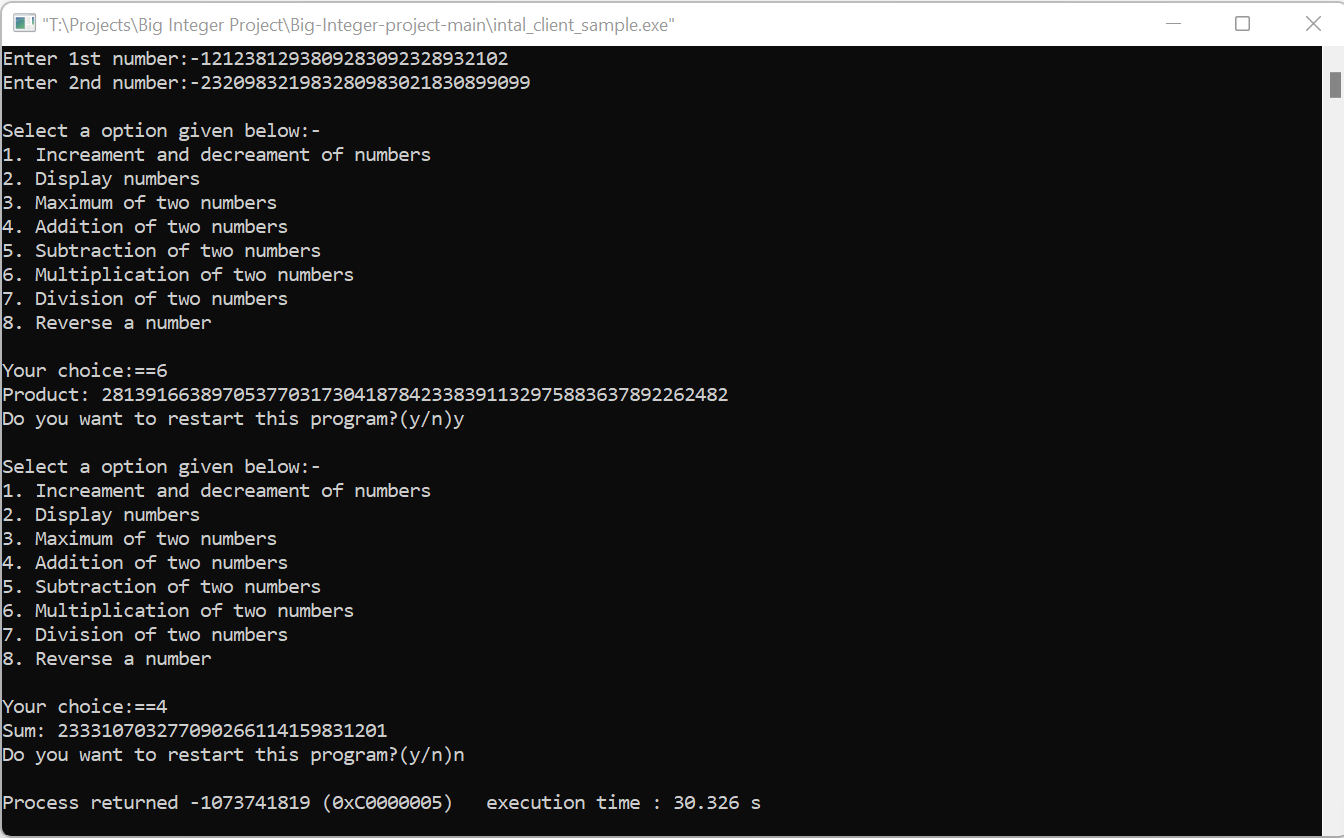 "T:\Projects\Big Integer Project\Big-Integer-project-main\intal_client_sample.exe"
Enter 1st number:-1212381293809283092328932102
Enter 2nd number:-232098321983280983021830899099
Select a option given below:-
1. Increament and decreament of numbers
2. Display numbers
3. Maximum of two numbers
4. Addition of two numbers
5. Subtraction of two numbers
6. Multiplication of two numbers
7. Division of two numbers
8. Reverse a number
Your choice:==6
Product: 281391663897053770317304187842338391132975883637892262482
Do you want to restart this program?(y/n)y
Select a option given below:-
1. Increament and decreament of numbers
2. Display numbers
3. Maximum of two numbers
4. Addition of two numbers
5. Subtraction of two numbers
6. Multiplication of two numbers
7. Division of two numbers
8. Reverse a number
Your choice:==4
Sum: 233310703277090266114159831201
Do you want to restart this program?(y/n)n
Process returned -1073741819 (0xC0000005)   execution time : 30.326 s